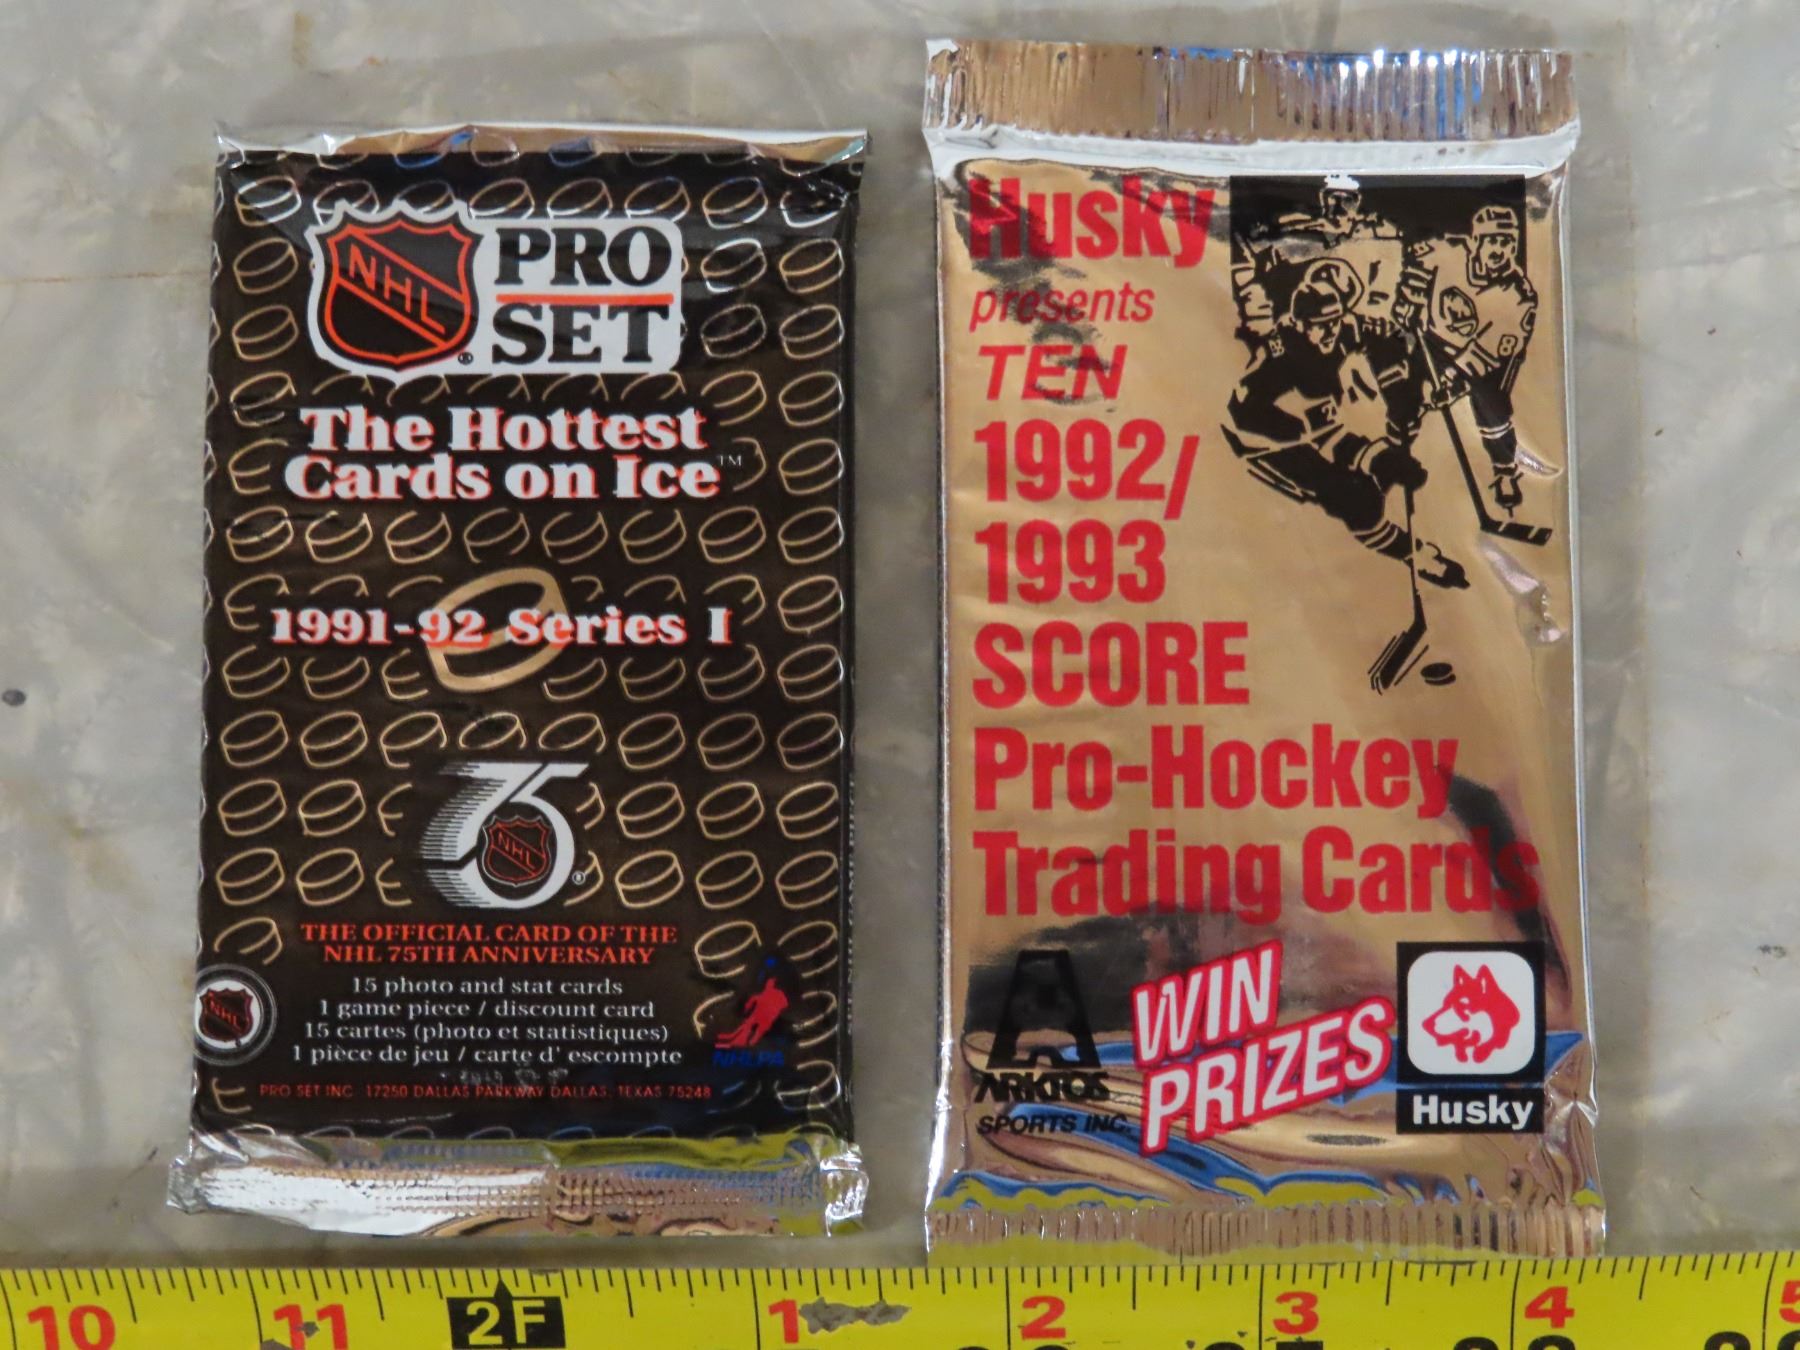 NHL
PRO
SET
®
The Hottest
Cards on Ice™
1991-92 Series I
75
NHL
®
THE OFFICIAL CARD OF THE
NHL 75TH ANNIVERSARY
15 photo and stat cards
1 game piece / discount card
15 cartes (photo et statistiques)
1 pièce de jeu / carte d' escompte
NHL
NHLPA
PRO SET INC 17250 DALLAS PARKWAY DALLAS, TEXAS 75248
Husky
presents
TEN
1992/
1993
SCORE
Pro-Hockey
Trading Cards
ARKTOS
SPORTS INC.
WIN
PRIZES
Husky
10 11 2F 1 2 3 4 5